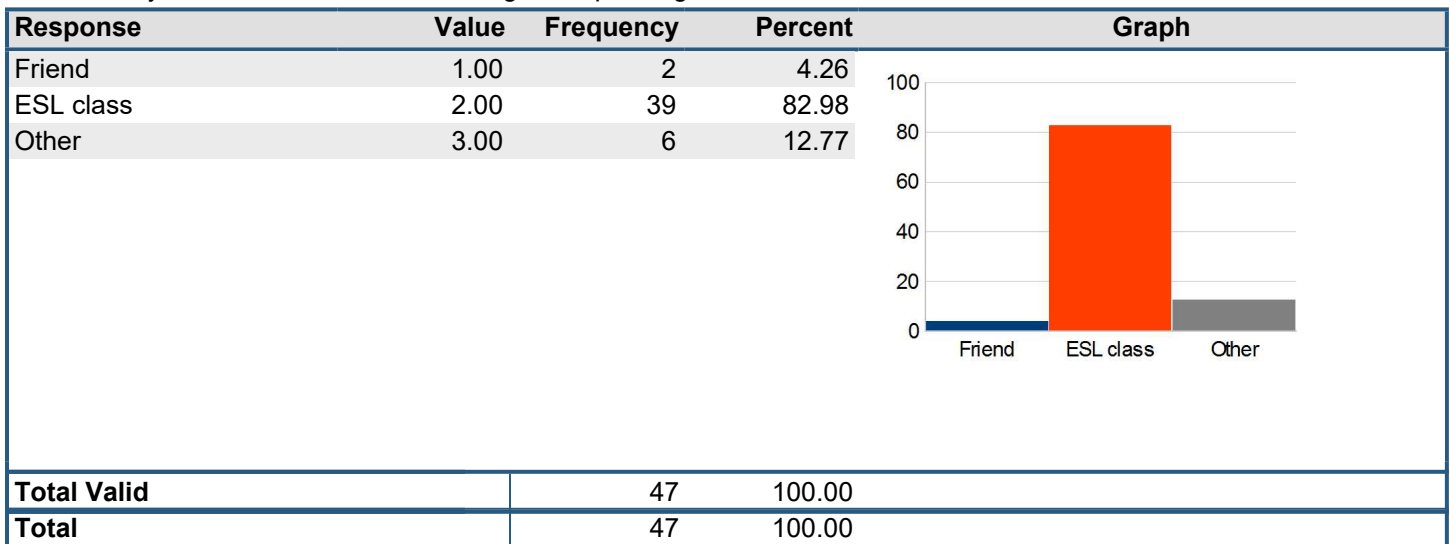 Response Value Frequency Percent Graph
Friend 1.00 2 4.26
ESL class 2.00 39 82.98
Other 3.00 6 12.77
100
80
60
40
20
0
Friend ESL class Other
Total Valid 47 100.00
Total 47 100.00